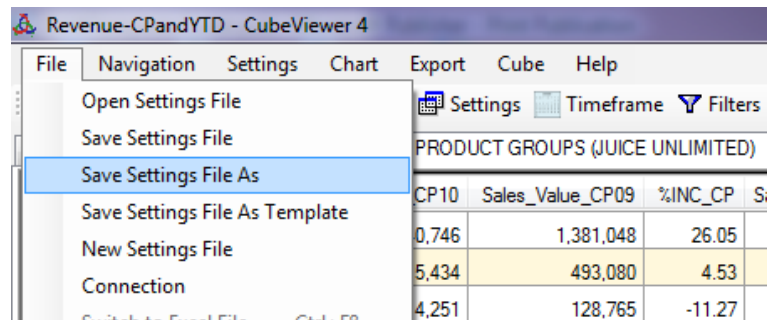 Revenue-CPandYTD - CubeViewer 4
File Navigation Settings Chart Export Cube Help
Open Settings File
Settings Timeframe Filters
Save Settings File
PRODUCT GROUPS (JUICE UNLIMITED)
Save Settings File As
CP10 Sales_Value_CP09 %INC_CP
Save Settings File As Template
0,746 1,381,048 26.05
New Settings File
5,434 493,080 4.53
Connection
4,251 128,765 -11.27